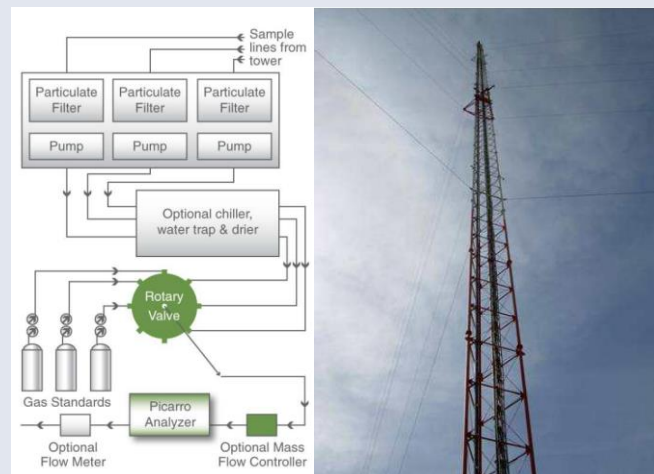 Sample
lines from
tower
Particulate
Filter
Particulate
Filter
Particulate
Filter
Pump
Pump
Pump
Optional chiller,
water trap & drier
Rotary
Valve
Gas Standards
Picarro
Analyzer
Optional
Flow Meter
Optional Mass
Flow Controller